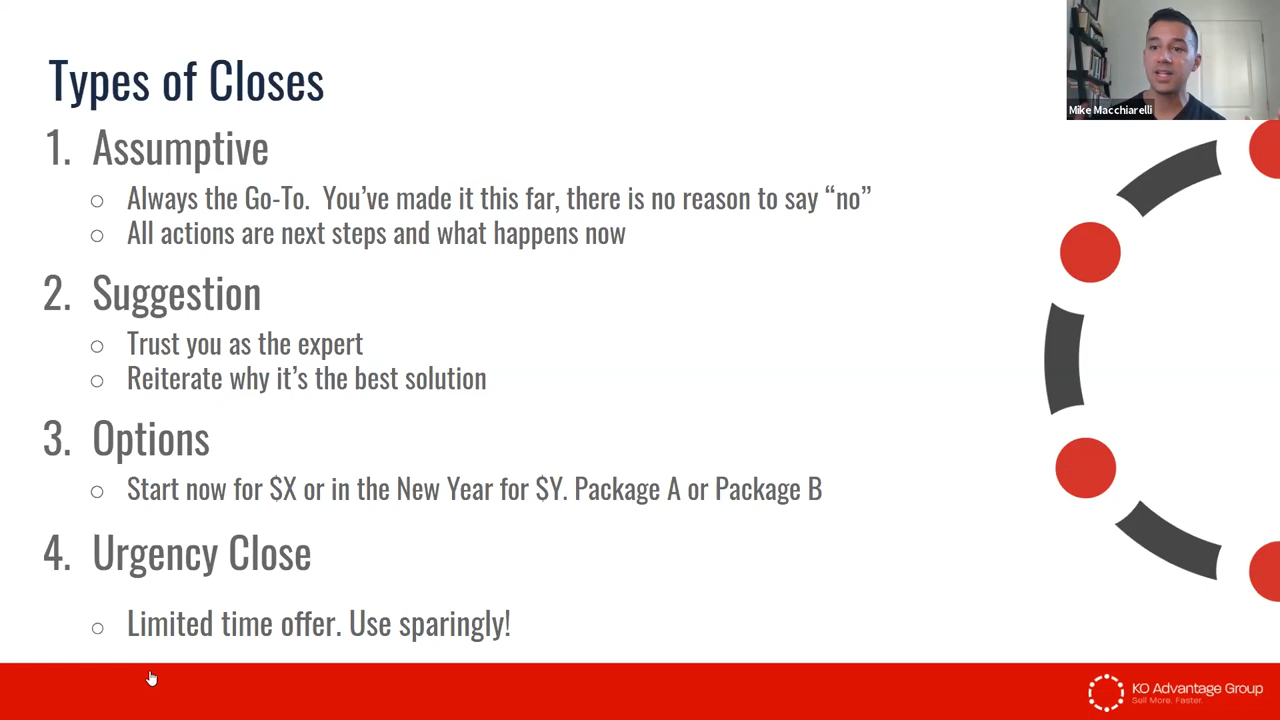 Types of Closes
1. Assumptive
○ Always the Go-To.  You’ve made it this far, there is no reason to say “no”
○ All actions are next steps and what happens now
2. Suggestion
○ Trust you as the expert
○ Reiterate why it’s the best solution
3. Options
○ Start now for $X or in the New Year for $Y. Package A or Package B
4. Urgency Close
○ Limited time offer. Use sparingly!
Mike Macchiarelli
KO Advantage Group
Sell More. Faster.